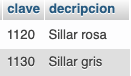 clave decripcion
1120 Sillar rosa
1130 Sillar gris